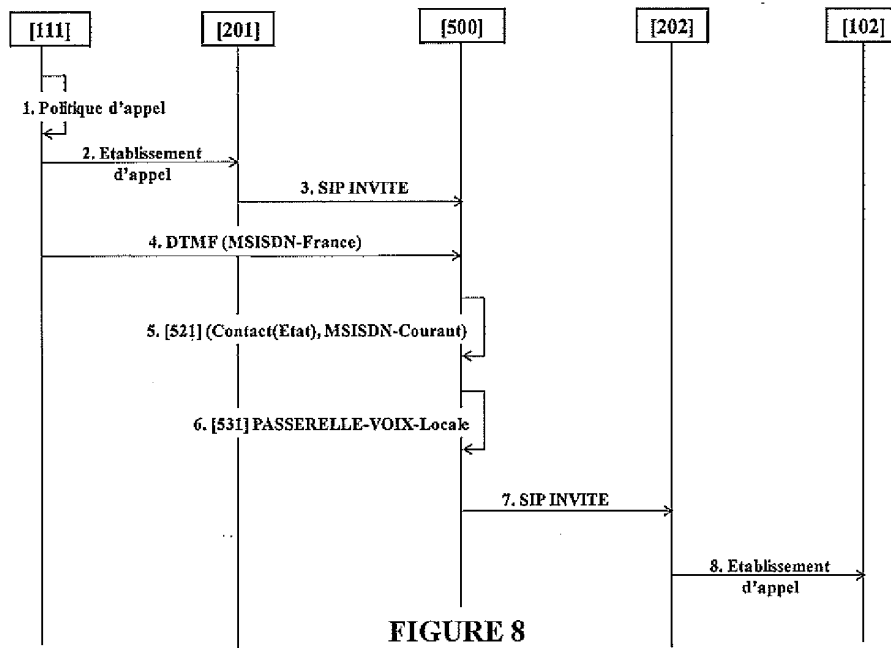 [111] [201] [500] [202] [102]
1. Politique d'appel
2. Etablissement
d'appel
3. SIP INVITE
4. DTMF (MSISDN-France)
5. [521] (Contact(Etat), MSISDN-Courant)
6. [531] PASSERELLE-VOIX-Locale
7. SIP INVITE
8. Etablissement
d'appel
FIGURE 8